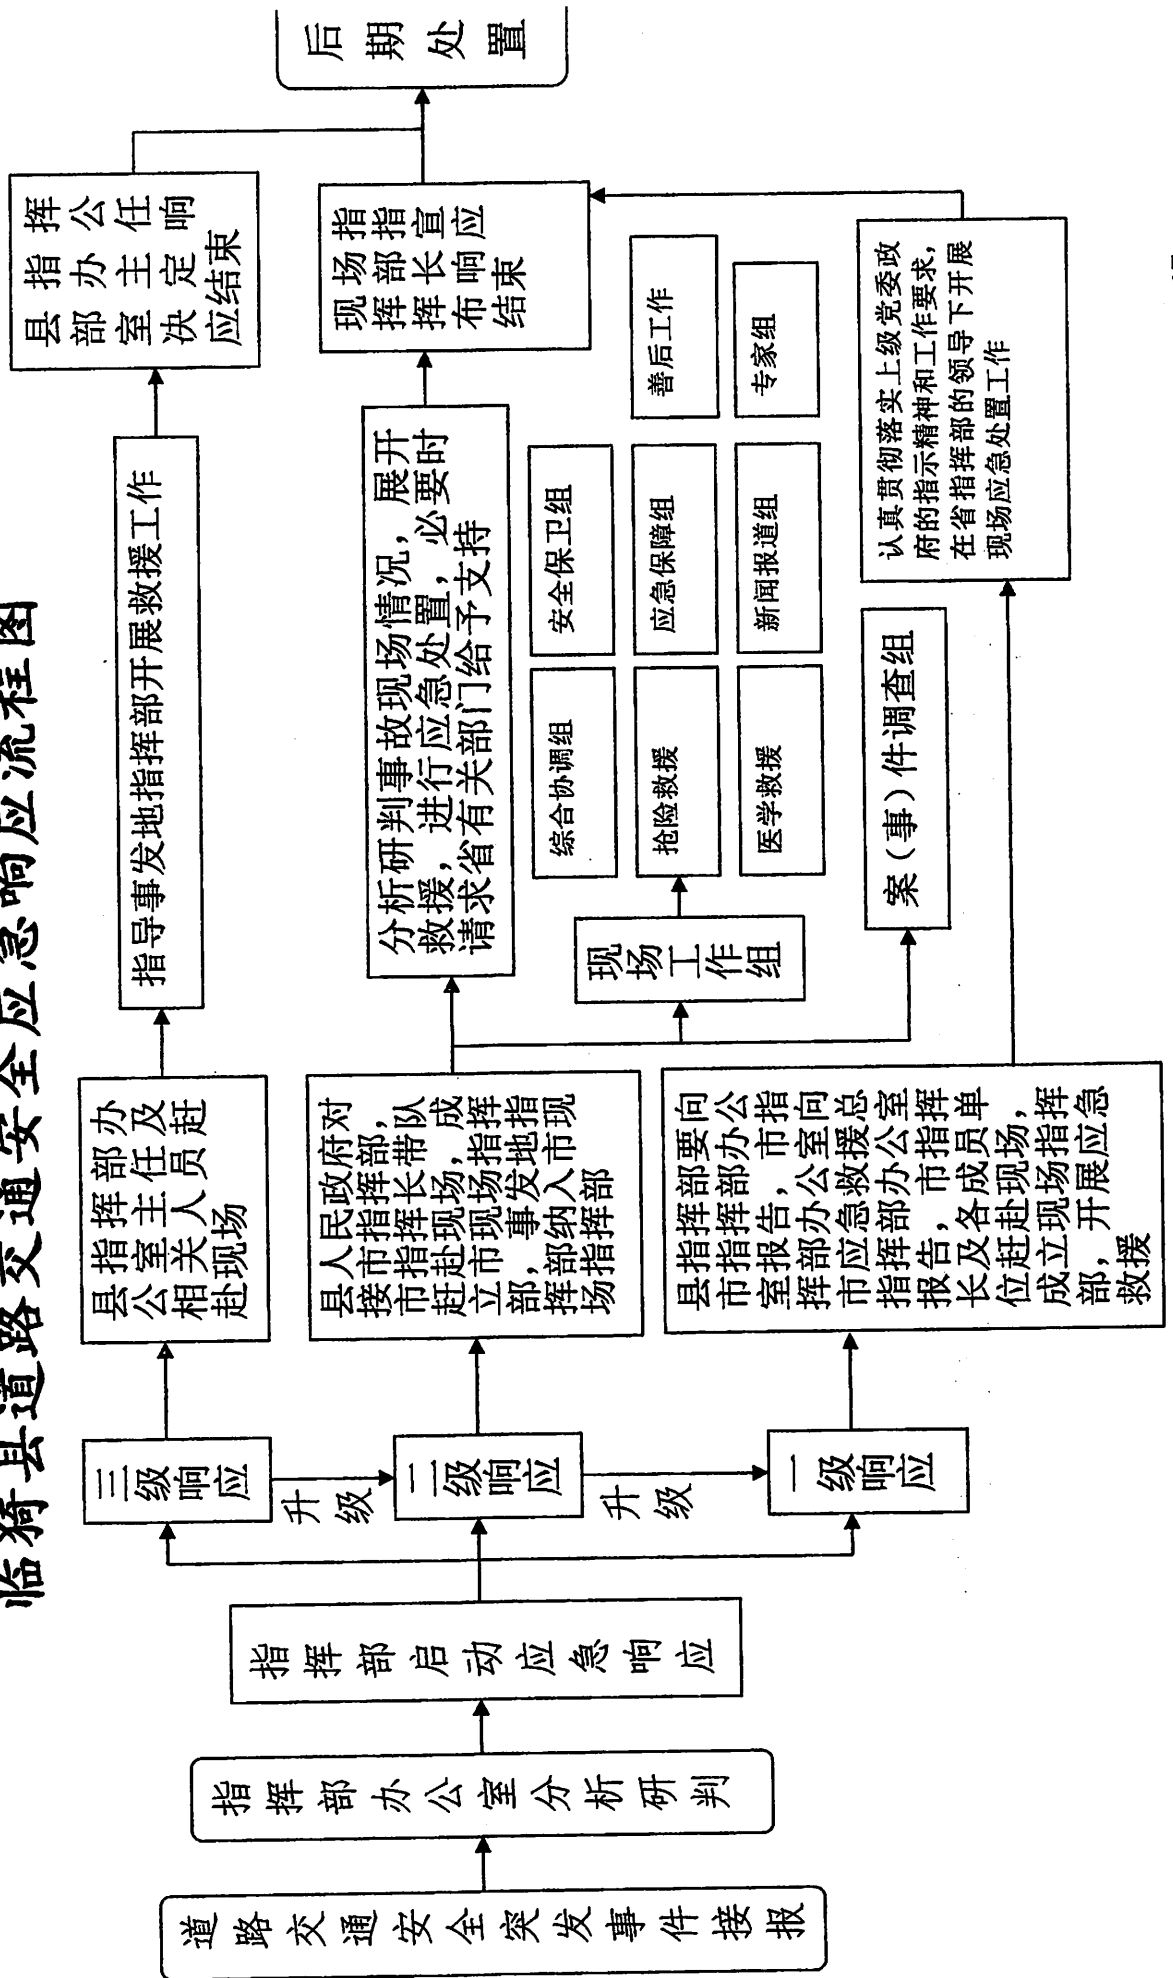 临猗县道路交通安全应急响应流程图
道路交通安全突发事件接报
指挥部办公室分析研判
指挥部启动应急响应
三级响应
升级
二级响应
升级
一级响应
县指挥部办
公室主任及
相关人员赶
赴现场
指导事发地指挥部开展救援工作
县指挥
部办公
室主任
决定响
应结束
县人民政府对
接市指挥部，
市指挥长带队
赶赴现场，成
立市现场指挥
部，事发地指
挥部纳入市现
场指挥部
分析研判事故现场情况，展开
救援，进行应急处置，必要时
请求省有关部门给予支持
现场指
挥部指
挥长宣
布响应
结束
后期
处置
现场
工作
组
综合协调组
安全保卫组
抢险救援
应急保障组
善后工作
医学救援
新闻报道组
专家组
案（事）件调查组
县指挥部要向
市指挥部办公
室报告，市指
挥部办公室向
市应急救援总
指挥部办公室
报告，市指挥
长及各成员单
位赶赴现场，
成立现场指挥
部，开展应急
救援
认真贯彻落实上级党委政
府的指示精神和工作要求，
在省指挥部的领导下开展
现场应急处置工作